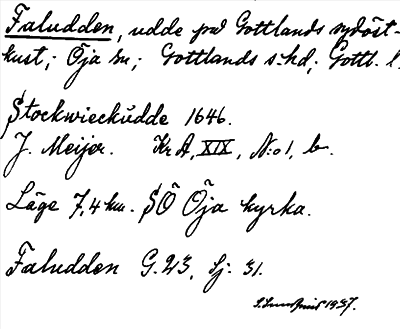 Faludden, udde på Gottlands sydöst-
kust; Öja sn; Gottlands s:hd; Gottl. l.
Stockwieckudde 1646.
J. Meijer. Kr A, XIX, N:o 1, b.
Läge 7,4 km. SÖ Öja kyrka.
Faludden G. 23, Sj: 31.
1937.